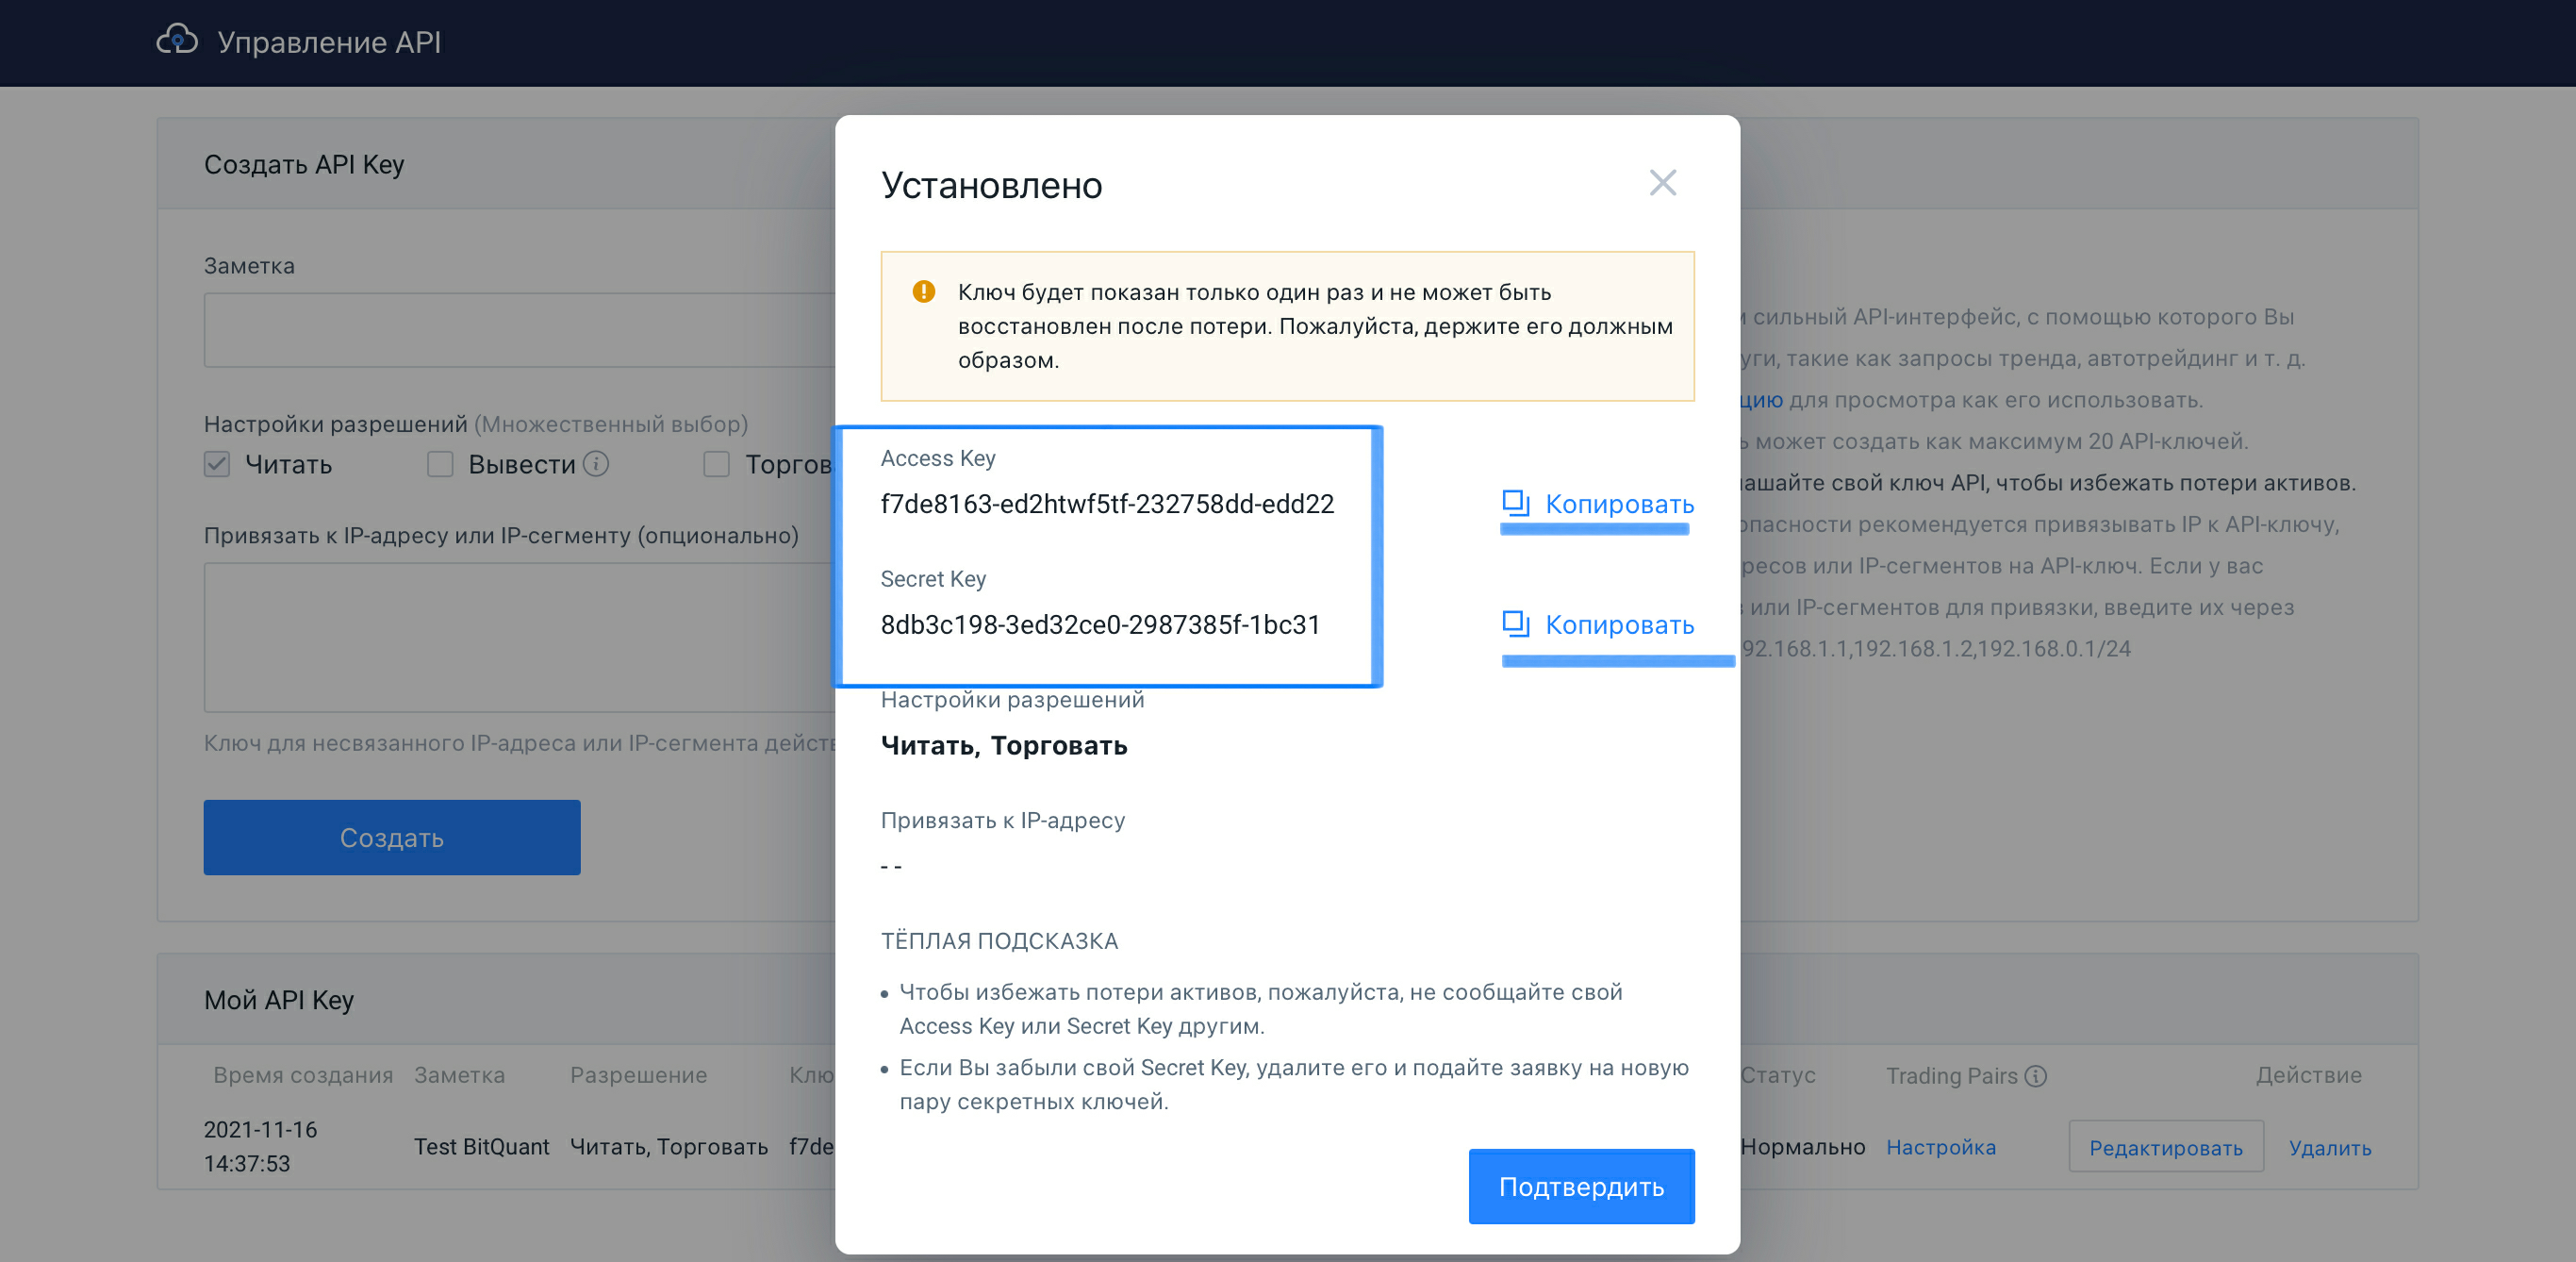 Управление API
Создать API Key
Заметка
Настройки разрешений (Множественный выбор)
Читать Вывести Торгов
Привязать к IP-адресу или IP-сегменту (опционально)
Ключ для несвязанного IP-адреса или IP-сегмента действ
Создать
Установлено
Ключ будет показан только один раз и не может быть
восстановлен после потери. Пожалуйста, держите его должным
образом.
Access Key
f7de8163-ed2htwf5tf-232758dd-edd22
Копировать
Secret Key
8db3c198-3ed32ce0-2987385f-1bc31
Копировать
Настройки разрешений
Читать, Торговать
Привязать к IP-адресу
- -
ТЁПЛАЯ ПОДСКАЗКА
• Чтобы избежать потери активов, пожалуйста, не сообщайте свой
Access Key или Secret Key другим.
• Если Вы забыли свой Secret Key, удалите его и подайте заявку на новую
пару секретных ключей.
Подтвердить
сильный API-интерфейс, с помощью которого Вы
уги, такие как запросы тренда, автотрейдинг и т. д.
цию для просмотра как его использовать.
может создать как максимум 20 API-ключей.
ашайте свой ключ API, чтобы избежать потери активов.
опасности рекомендуется привязывать IP к API-ключу,
ресов или IP-сегментов на API-ключ. Если у вас
или IP-сегментов для привязки, введите их через
92.168.1.1,192.168.1.2,192.168.0.1/24
Мой API Key
Время создания Заметка Разрешение Клю Статус Trading Pairs Действие
2021-11-16
14:37:53
Test BitQuant Читать, Торговать f7de Нормально Настройка Редактировать Удалить